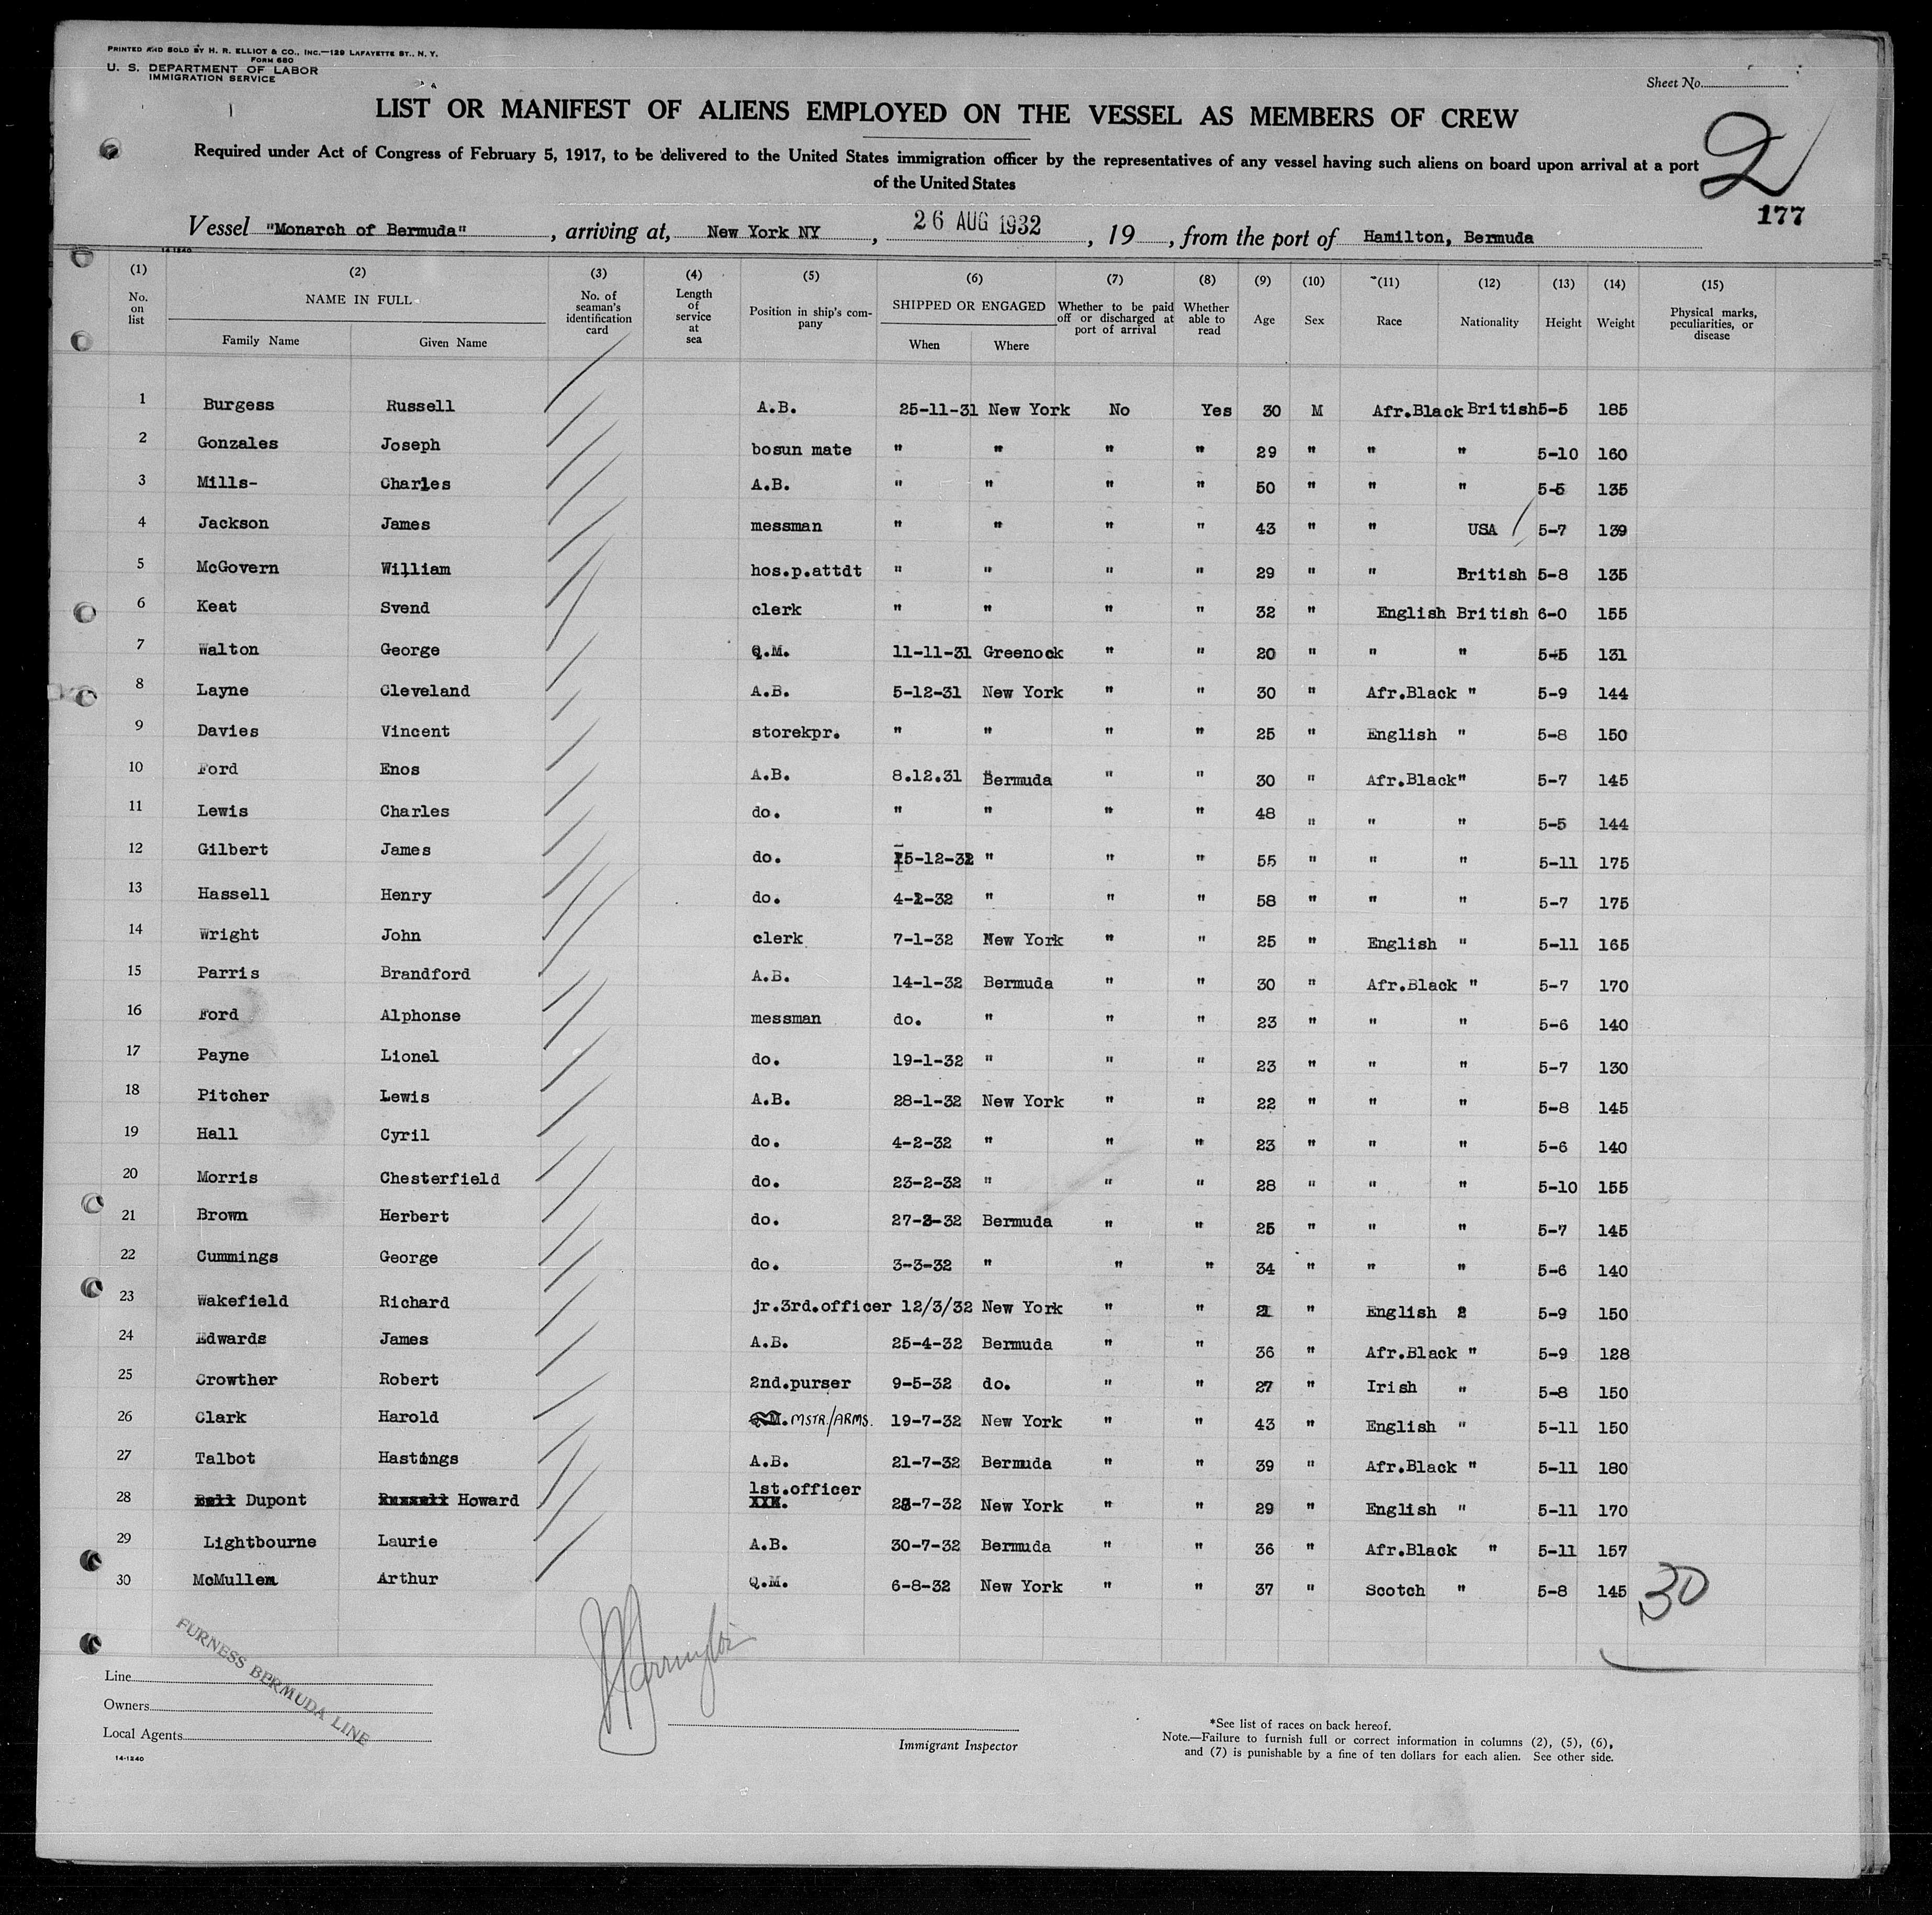 PRINTED AND SOLD BY H. R. ELLIOT & CO., INC.—129 LAFAYETTE ST., N. Y.
FORM 680
U. S. DEPARTMENT OF LABOR
IMMIGRATION SERVICE
Sheet No.
LIST OR MANIFEST OF ALIENS EMPLOYED ON THE VESSEL AS MEMBERS OF CREW
2
Required under Act of Congress of February 5, 1917, to be delivered to the United States immigration officer by the representatives of any vessel having such aliens on board upon arrival at a port
of the United States
177
Vessel "Monarch of Bermuda", arriving at, New York NY, 26 AUG 1932, 19, from the port of Hamilton, Bermuda
14-1240
(1) (2) (3) (4) (5) (6) (7) (8) (9) (10) (11) (12) (13) (14) (15)
No. on list NAME IN FULL Family Name Given Name No. of seaman's identification card Length of service at sea Position in ship's company SHIPPED OR ENGAGED When Where Whether to be paid off or discharged at port of arrival Whether able to read Age Sex Race Nationality Height Weight Physical marks, peculiarities, or disease
1 Burgess Russell A.B. 25-11-31 New York No Yes 30 M Afr.Black British 5-5 185
2 Gonzales Joseph bosun mate " " " " 29 " " " 5-10 160
3 Mills- Charles A.B. " " " " 50 " " " 5-5 135
4 Jackson James messman " " " " 43 " " USA 5-7 139
5 McGovern William hos.p.attdt " " " " 29 " " British 5-8 135
6 Keat Svend clerk " " " " 32 " English British 6-0 155
7 Walton George Q.M. 11-11-31 Greenock " " 20 " " " 5-5 131
8 Layne Cleveland A.B. 5-12-31 New York " " 30 " Afr.Black " 5-9 144
9 Davies Vincent storekpr. " " " " 25 " English " 5-8 150
10 Ford Enos A.B. 8.12.31 Bermuda " " 30 " Afr.Black " 5-7 145
11 Lewis Charles do. " " " " 48 " " " 5-5 144
12 Gilbert James do. " " " 55 " " " 5-11 175
13 Hassell Henry do. " " " 58 " " " 5-7 175
14 Wright John clerk 7-1-32 New York " " 25 " English " 5-11 165
15 Parris Brandford A.B. 14-1-32 Bermuda " " 30 " Afr.Black " 5-7 170
16 Ford Alphonse messman do. " " " 23 " " " 5-6 140
17 Payne Lionel do. 19-1-32 " " " 23 " " " 5-7 130
18 Pitcher Lewis A.B. 28-1-32 New York " " 22 " " " 5-8 145
19 Hall Cyril do. 4-2-32 " " " 23 " " " 5-6 140
20 Morris Chesterfield do. 23-2-32 " " " 28 " " " 5-10 155
21 Brown Herbert do. Bermuda " " 25 " " " 5-7 145
22 Cummings George do. 3-3-32 " " " 34 " " " 5-6 140
23 Wakefield Richard jr.3rd.officer 12/3/32 New York " " " English 2 5-9 150
24 Edwards James A.B. 25-4-32 Bermuda " " 36 " Afr.Black " 5-9 128
25 Crowther Robert 2nd.purser 9-5-32 do. " " 27 " Irish " 5-8 150
26 Clark Harold Q.M. MSTR/ARMS. 19-7-32 New York " " 43 " English " 5-11 150
27 Talbot Hastings A.B. 21-7-32 Bermuda " " 39 " Afr.Black " 5-11 180
28 Dupont Howard 1st.officer New York " " 29 " English " 5-11 170
29 Lightbourne Laurie A.B. 30-7-32 Bermuda " " 36 " Afr.Black " 5-11 157
30 McMullen Arthur Q.M. 6-8-32 New York " " 37 " Scotch " 5-8 145
30
FURNESS BERMUDA LINE
Line
Owners
Local Agents
14-1240
Immigrant Inspector
*See list of races on back hereof.
Note.—Failure to furnish full or correct information in columns (2), (5), (6),
and (7) is punishable by a fine of ten dollars for each alien. See other side.